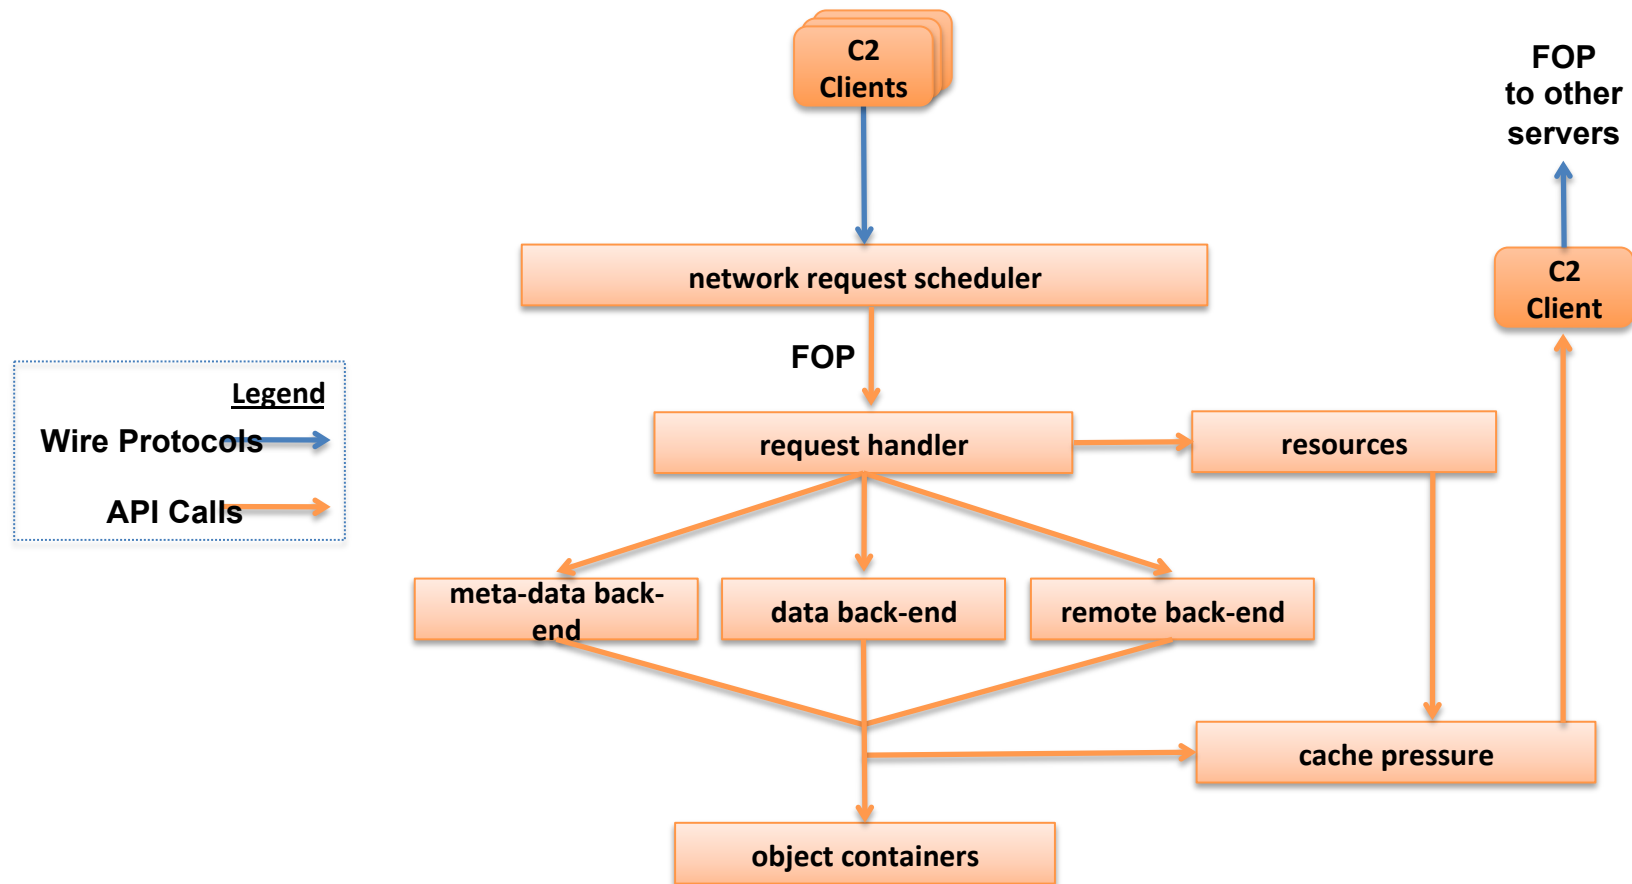 C2
Clients
FOP
to other
servers
network request scheduler
C2
Client
FOP
Legend
Wire Protocols
API Calls
request handler
resources
meta-data back-
end
data back-end
remote back-end
cache pressure
object containers